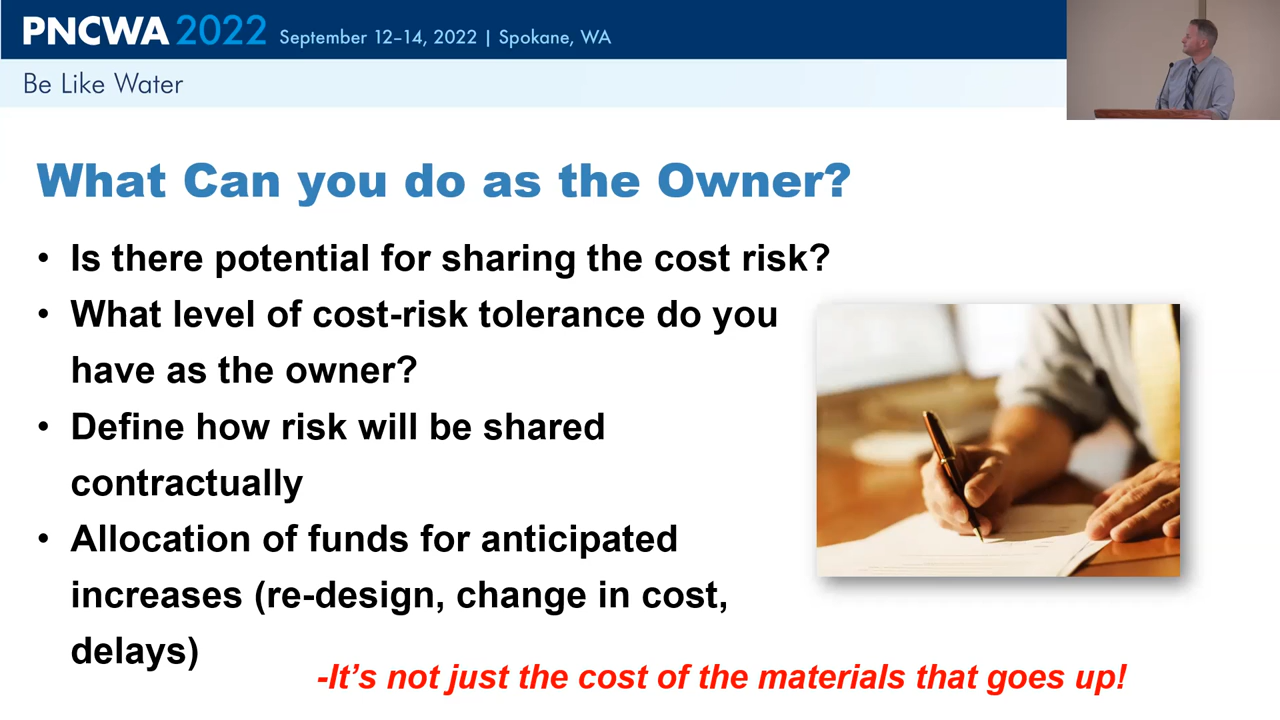 PNCWA 2022 September 12–14, 2022 | Spokane, WA
Be Like Water
What Can you do as the Owner?
• Is there potential for sharing the cost risk?
• What level of cost-risk tolerance do you
have as the owner?
• Define how risk will be shared
contractually
• Allocation of funds for anticipated
increases (re-design, change in cost,
delays)
-It's not just the cost of the materials that goes up!